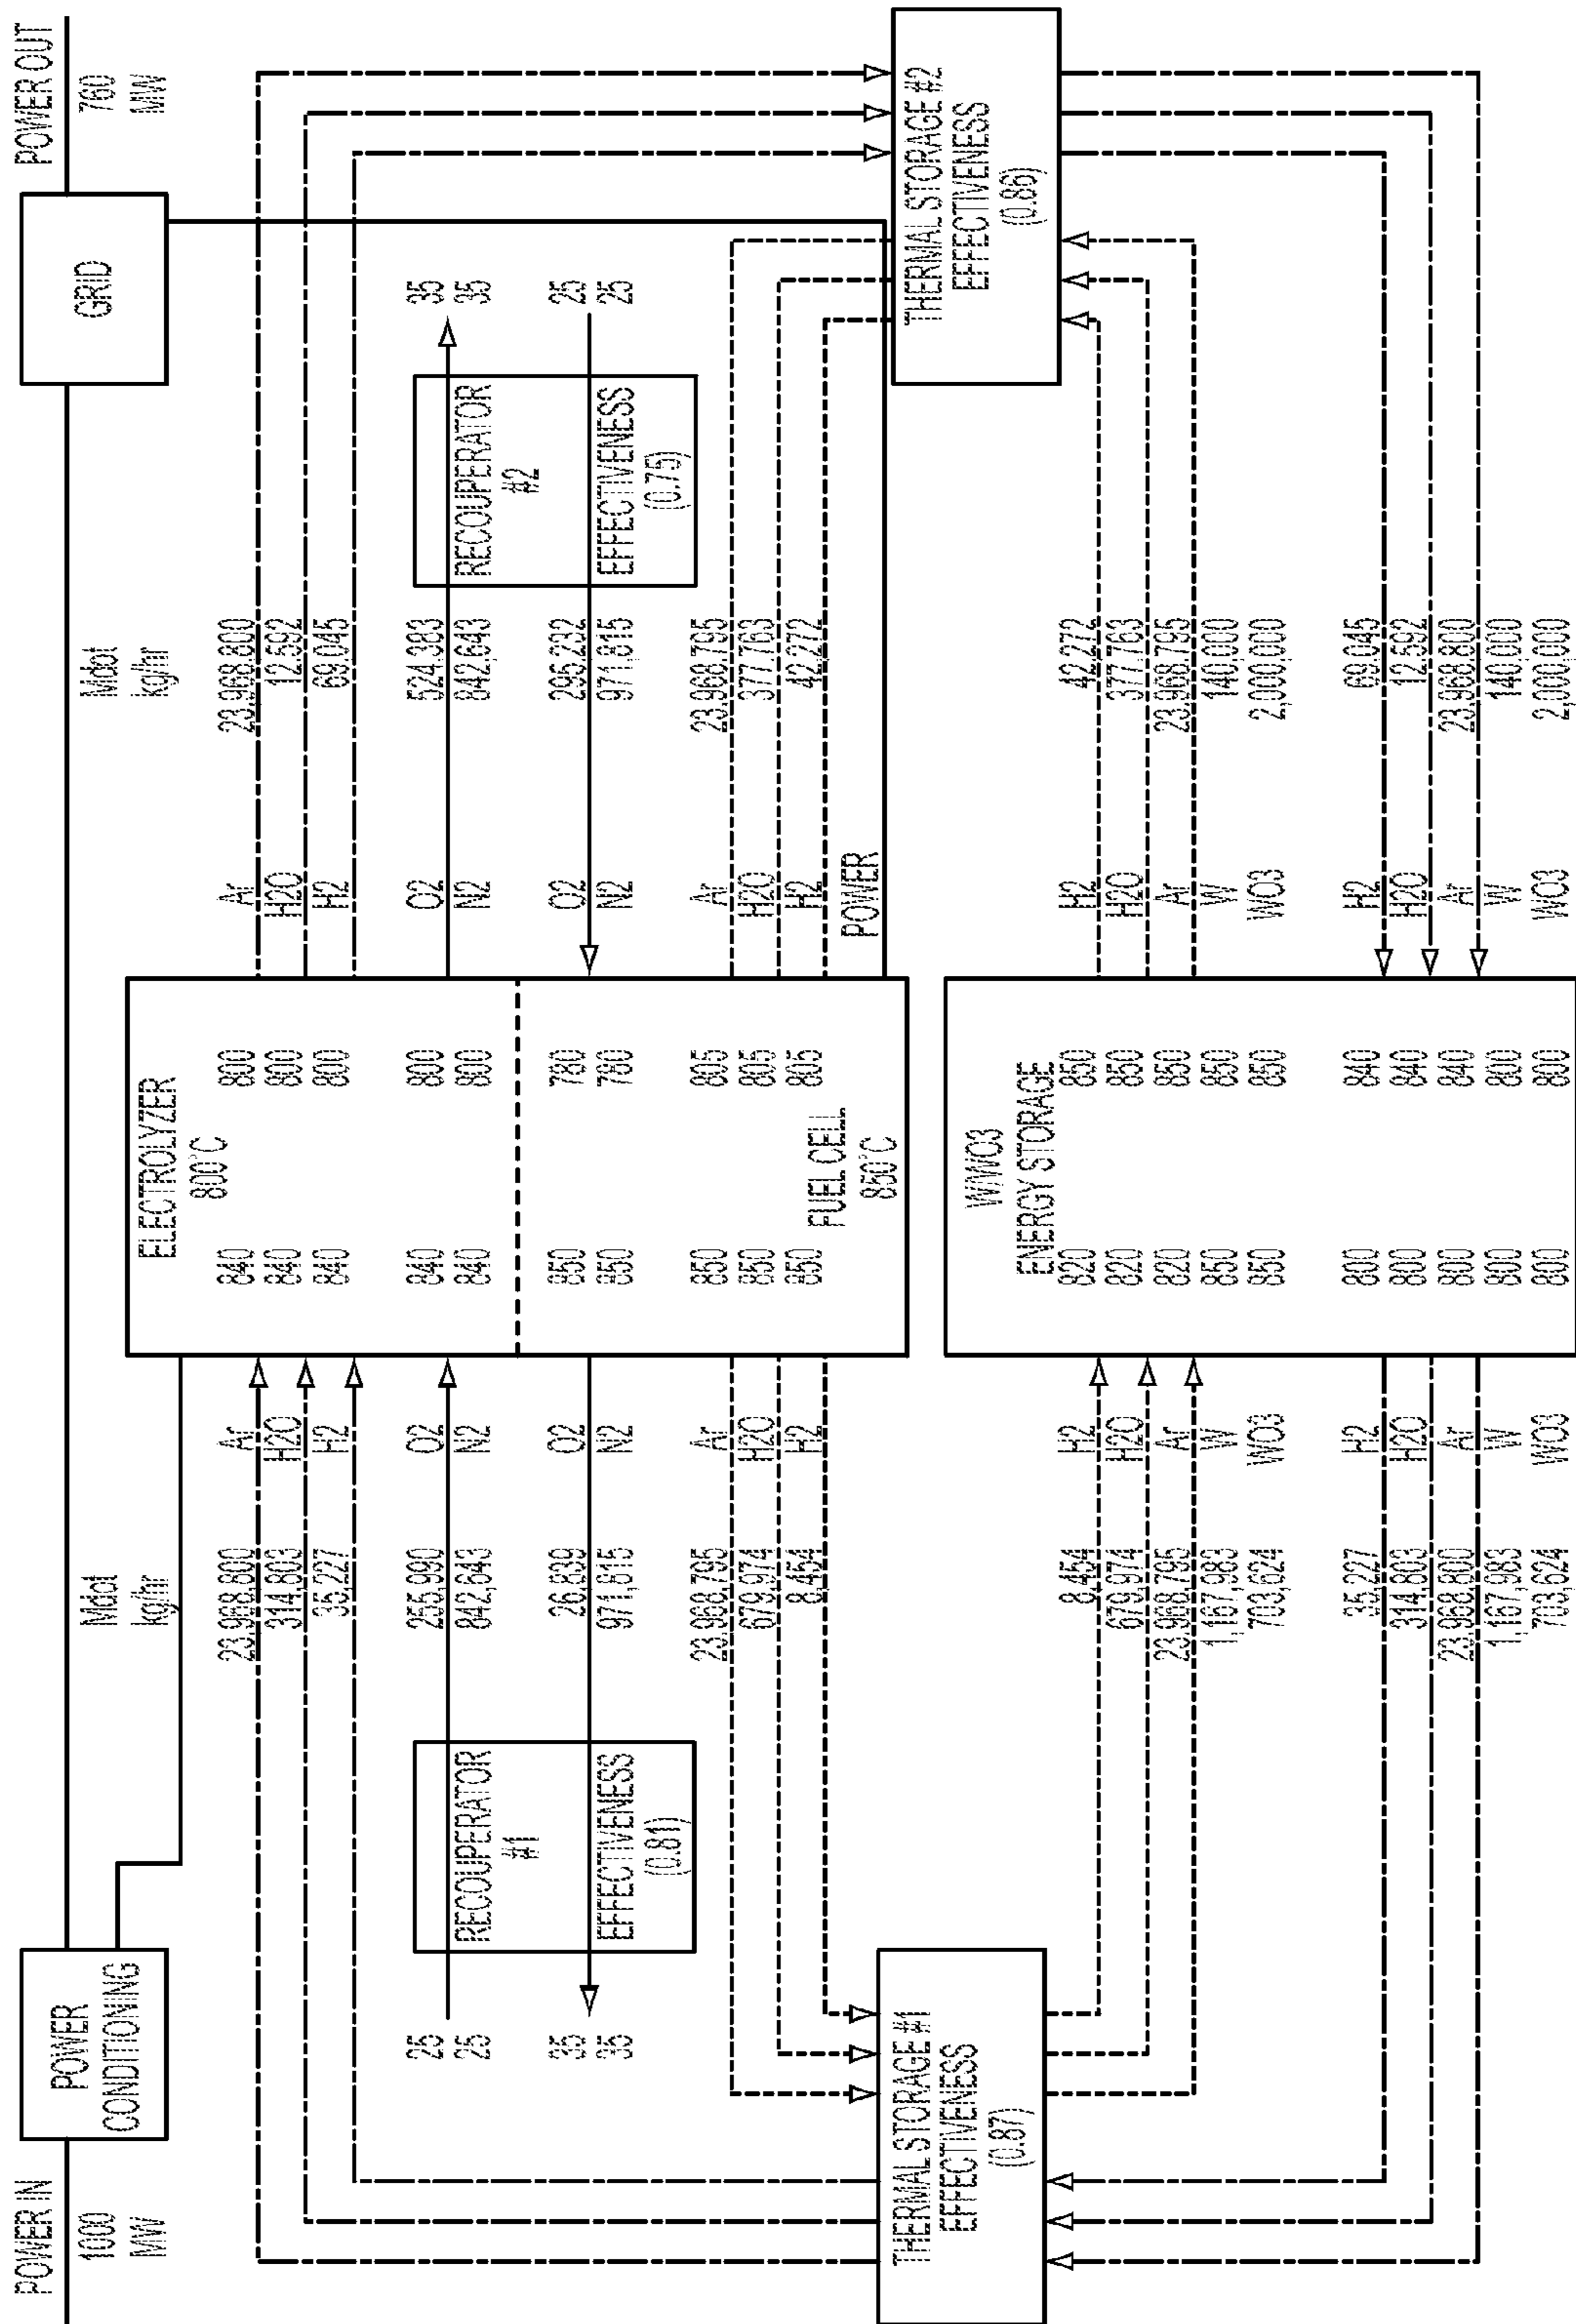 POWER IN
1000
MW
POWER
CONDITIONING
GRID
POWER OUT
760
MW
Mdot
kg/hr
Mdot
kg/hr
ELECTROLYZER
800°C
23,968,800 Ar 840 800 Ar 23,968,800
314,803 H2O 840 800 H2O 12,592
35,227 H2 840 800 H2 69,045
25 RECOUPERATOR 255,990 O2 840 800 O2 524,383 RECOUPERATOR 35
25 #1 842,643 N2 840 800 N2 842,643 #2 35
35 EFFECTIVENESS 26,839 O2 850 780 O2 295,232 EFFECTIVENESS 25
35 (0.81) 971,615 N2 850 780 N2 971,615 (0.75) 25
23,968,795 Ar 850 805 Ar 23,968,795
679,974 H2O 850 805 H2O 377,763
8,454 H2 850 805 H2 42,272
FUEL CELL
850°C
POWER
THERMAL STORAGE #1
EFFECTIVENESS
(0.87)
THERMAL STORAGE #2
EFFECTIVENESS
(0.86)
W/WO3
ENERGY STORAGE
8,454 H2 820 850 H2 42,272
679,974 H2O 820 850 H2O 377,763
23,968,795 Ar 820 850 Ar 23,968,795
1,167,983 W 850 850 W 140,000
703,624 WO3 850 850 WO3 2,000,000
35,227 H2 800 840 H2 69,045
314,803 H2O 800 840 H2O 12,592
23,968,800 Ar 800 840 Ar 23,968,800
1,167,983 W 800 800 W 140,000
703,624 WO3 800 800 WO3 2,000,000